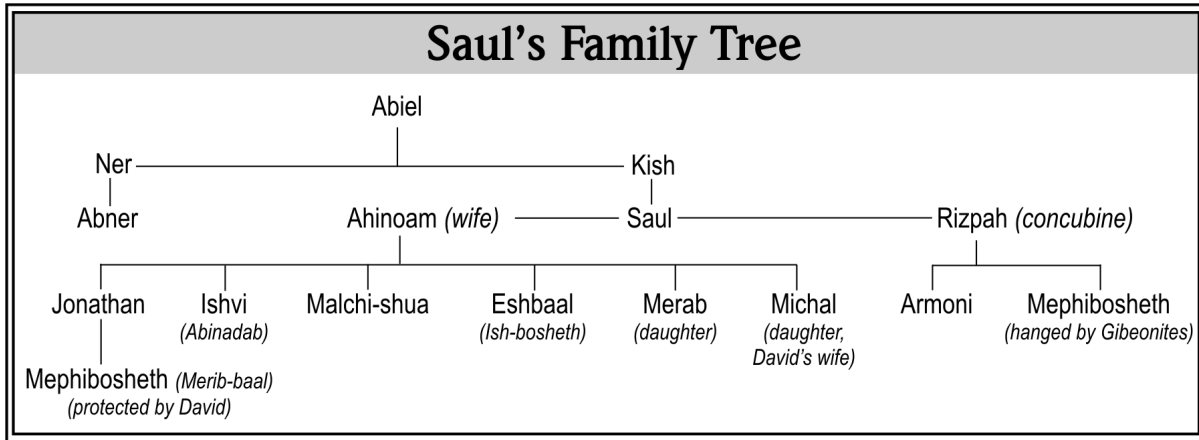 Saul's Family Tree
Abiel
Ner Kish
Abner Ahinoam (wife) Saul Rizpah (concubine)
Jonathan Ishvi Malchi-shua Eshbaal Merab Michal Armoni Mephibosheth
(Abinadab) (Ish-bosheth) (daughter) (daughter, (hanged by Gibeonites)
David's wife)
Mephibosheth (Merib-baal)
(protected by David)